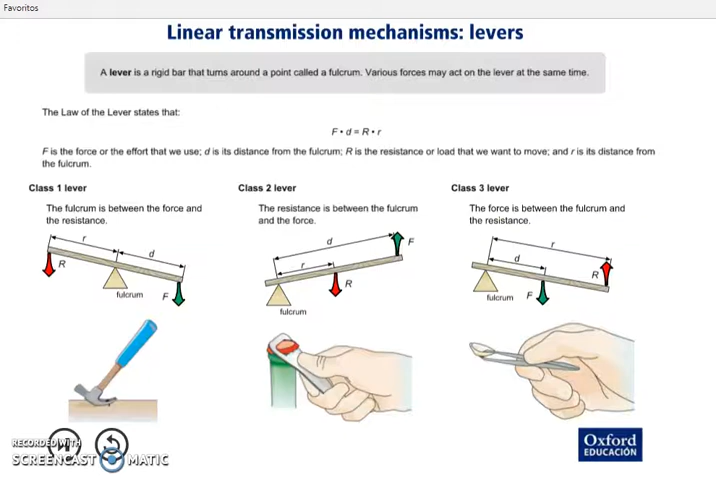 Favoritos
Linear transmission mechanisms: levers
A lever is a rigid bar that turns around a point called a fulcrum. Various forces may act on the lever at the same time.
The Law of the Lever states that:
F • d = R • r
F is the force or the effort that we use; d is its distance from the fulcrum; R is the resistance or load that we want to move; and r is its distance from
the fulcrum.
Class 1 lever
The fulcrum is between the force and
the resistance.
r
d
R
fulcrum
F
Class 2 lever
The resistance is between the fulcrum
and the force.
d
F
r
R
fulcrum
Class 3 lever
The force is between the fulcrum and
the resistance.
r
d
R
fulcrum
F
RECORDED WITH
SCREENCAST MATIC
Oxford
EDUCACIÓN